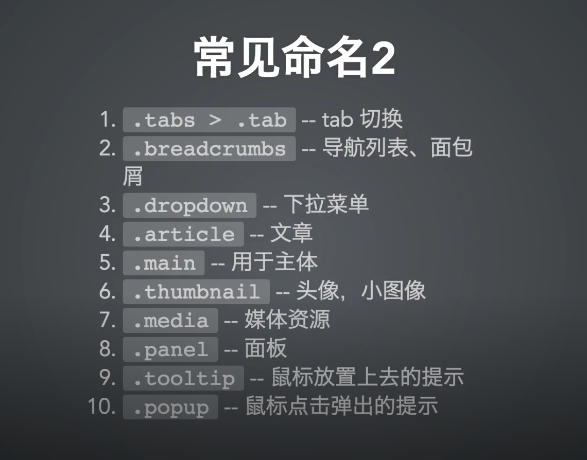 常见命名2
1. .tabs > .tab -- tab 切换
2. .breadcrumbs -- 导航列表、面包
屑
3. .dropdown -- 下拉菜单
4. .article -- 文章
5. .main -- 用于主体
6. .thumbnail -- 头像，小图像
7. .media -- 媒体资源
8. .panel -- 面板
9. .tooltip -- 鼠标放置上去的提示
10. .popup -- 鼠标点击弹出的提示